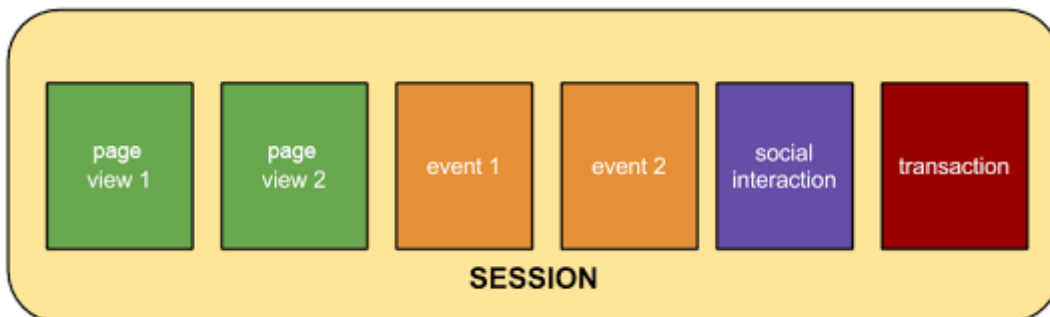 page
view 1
page
view 2
event 1
event 2
social
interaction
transaction
SESSION